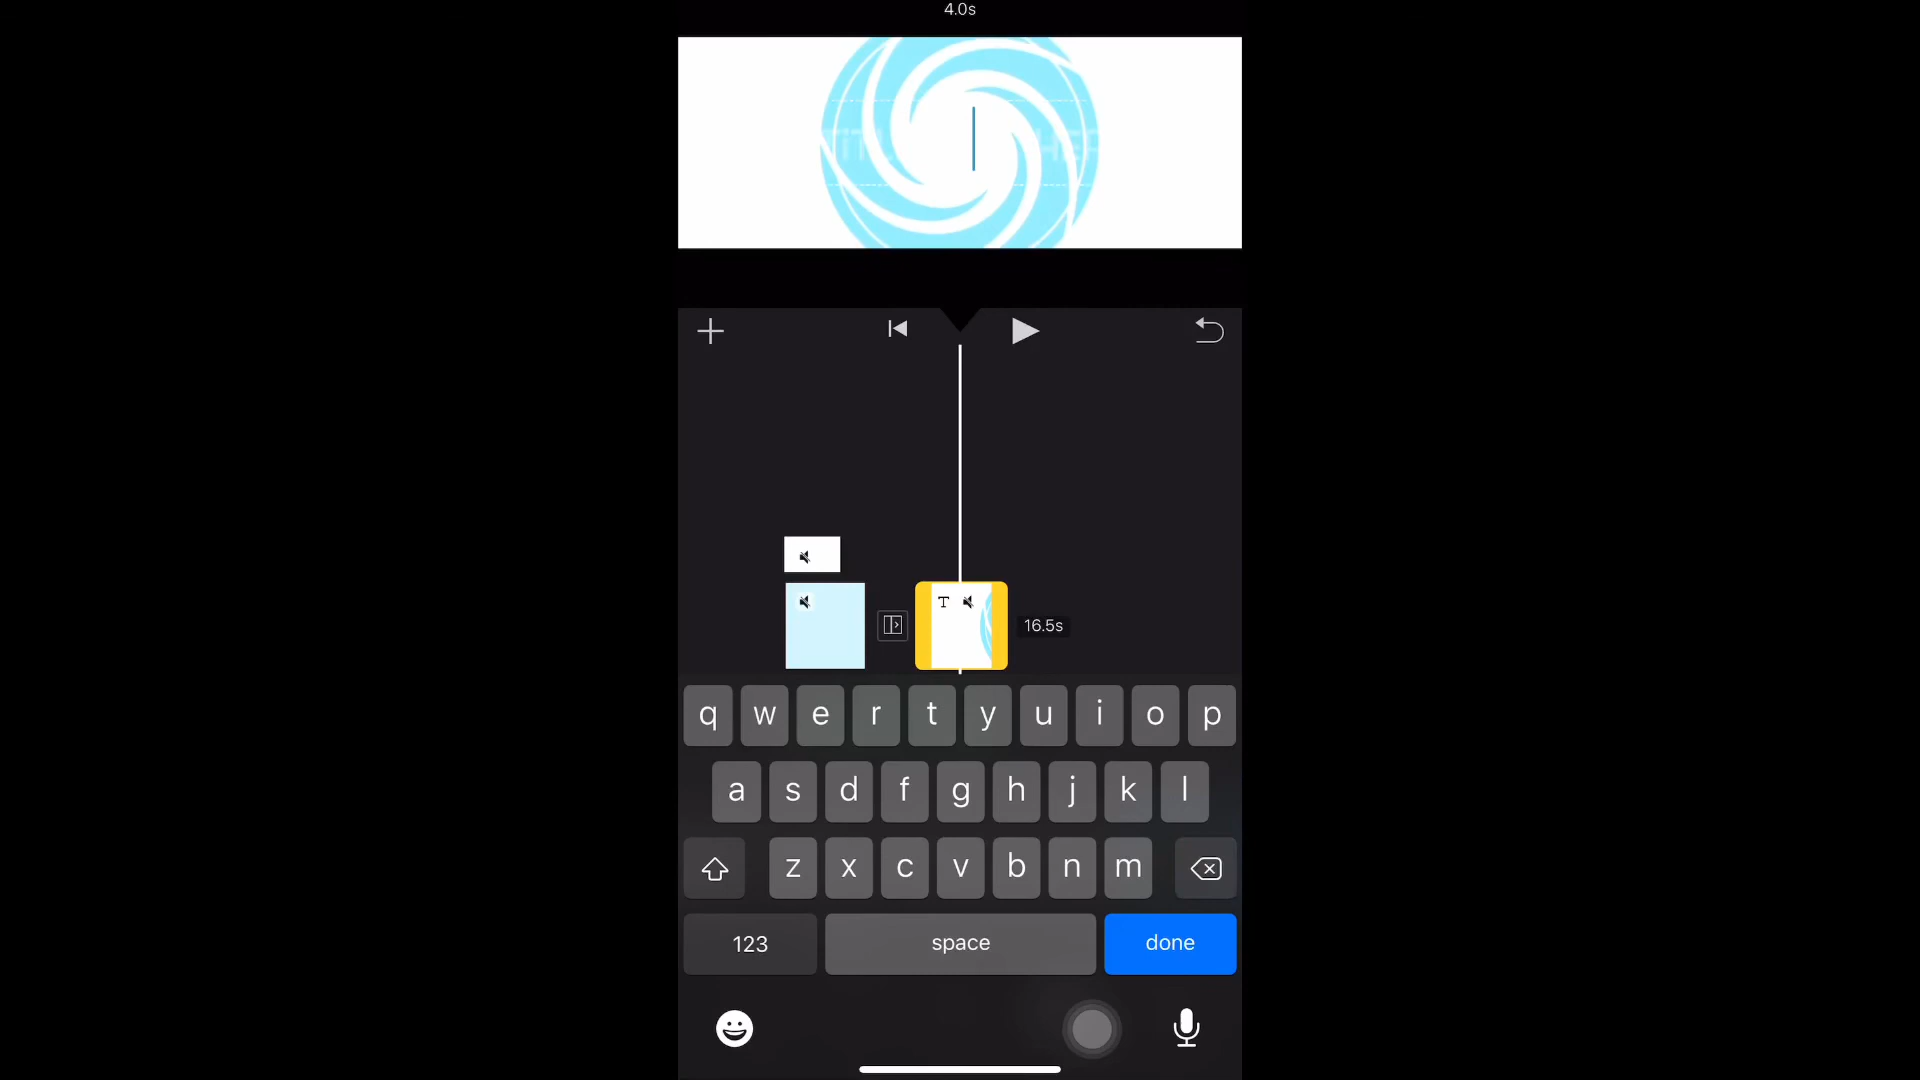 4.0s
T
16.5s
q w e r t y u i o p
a s d f g h j k l
z x c v b n m
123 space done